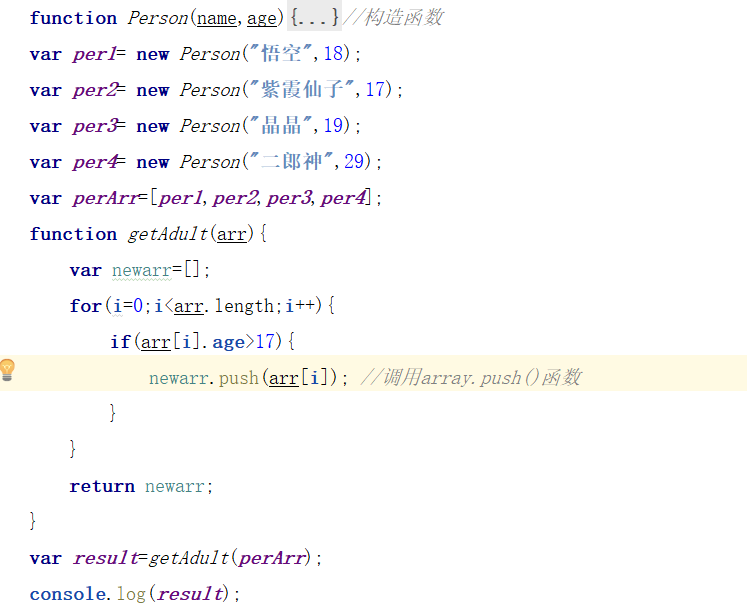 function Person(name,age){...}//构造函数
var per1= new Person("悟空",18);
var per2= new Person("紫霞仙子",17);
var per3= new Person("晶晶",19);
var per4= new Person("二郎神",29);
var perArr=[per1,per2,per3,per4];
function getAdult(arr){
    var newarr=[];
    for(i=0;i<arr.length;i++){
        if(arr[i].age>17){
            newarr.push(arr[i]); //调用array.push()函数
        }
    }
    return newarr;
}
var result=getAdult(perArr);
console.log(result);